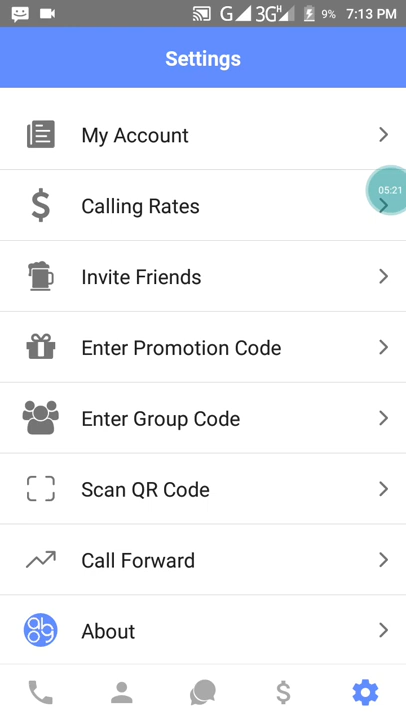 G 3G H 9% 7:13 PM
Settings
My Account
05:21
Calling Rates
Invite Friends
Enter Promotion Code
Enter Group Code
Scan QR Code
Call Forward
About